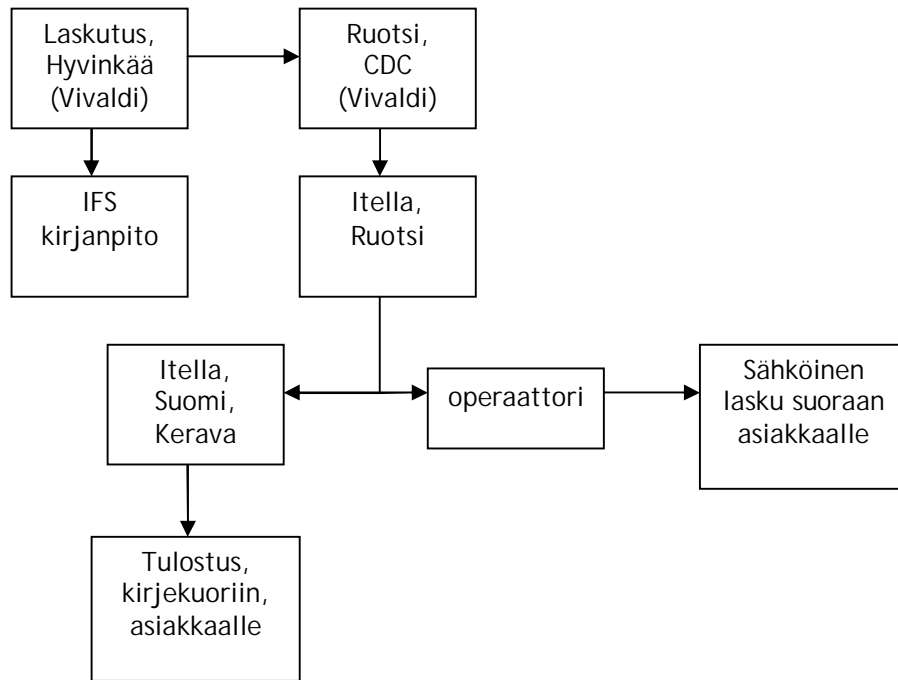 Laskutus,
Hyvinkää
(Vivaldi)
Ruotsi,
CDC
(Vivaldi)
IFS
kirjanpito
Itella,
Ruotsi
Itella,
Suomi,
Kerava
operaattori
Sähköinen
lasku suoraan
asiakkaalle
Tulostus,
kirjekuoriin,
asiakkaalle